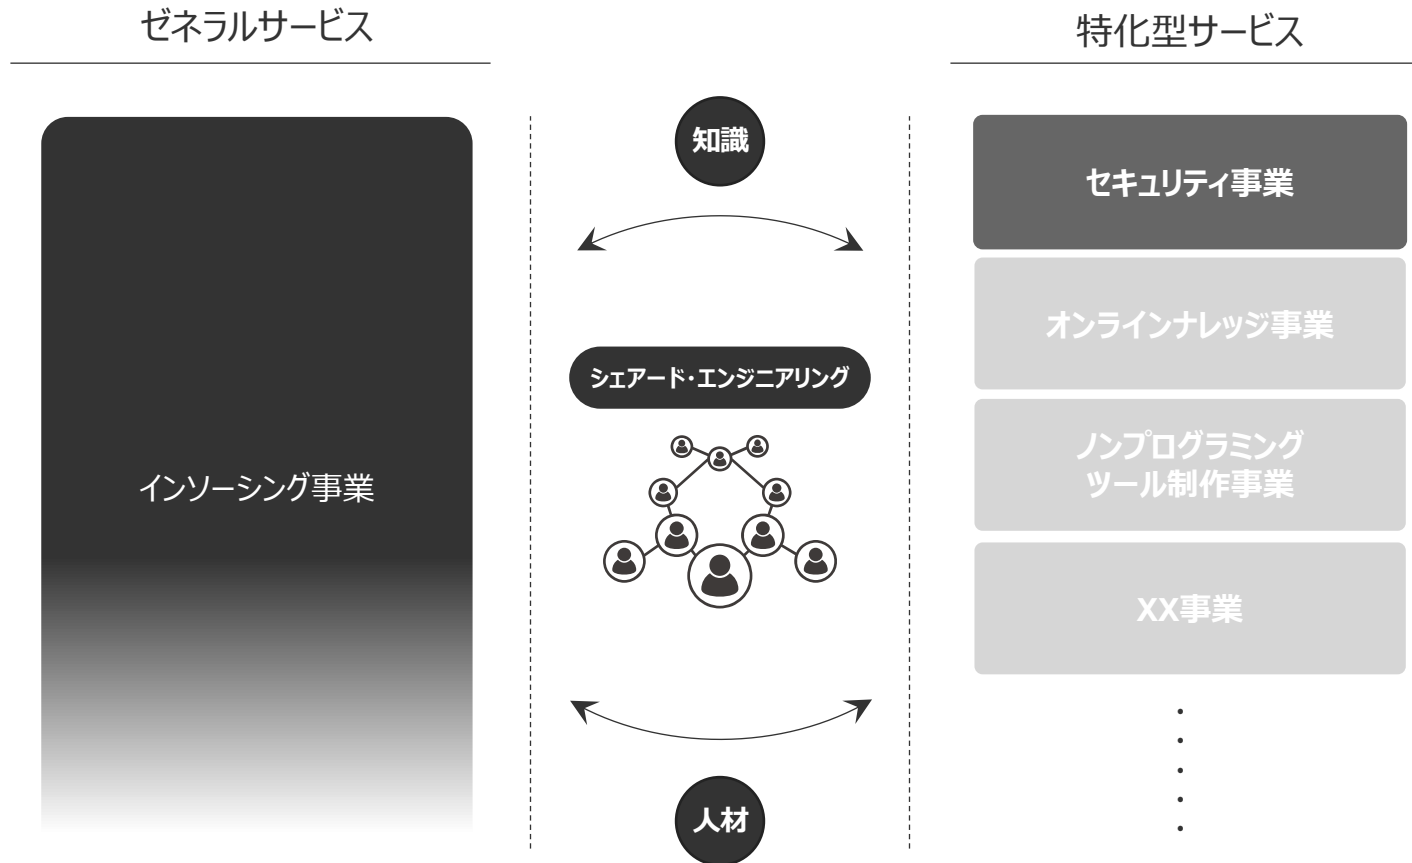 ゼネラルサービス
特化型サービス
インソーシング事業
知識
シェアード・エンジニアリング
人材
セキュリティ事業
オンラインナレッジ事業
ノンプログラミング
ツール制作事業
XX事業